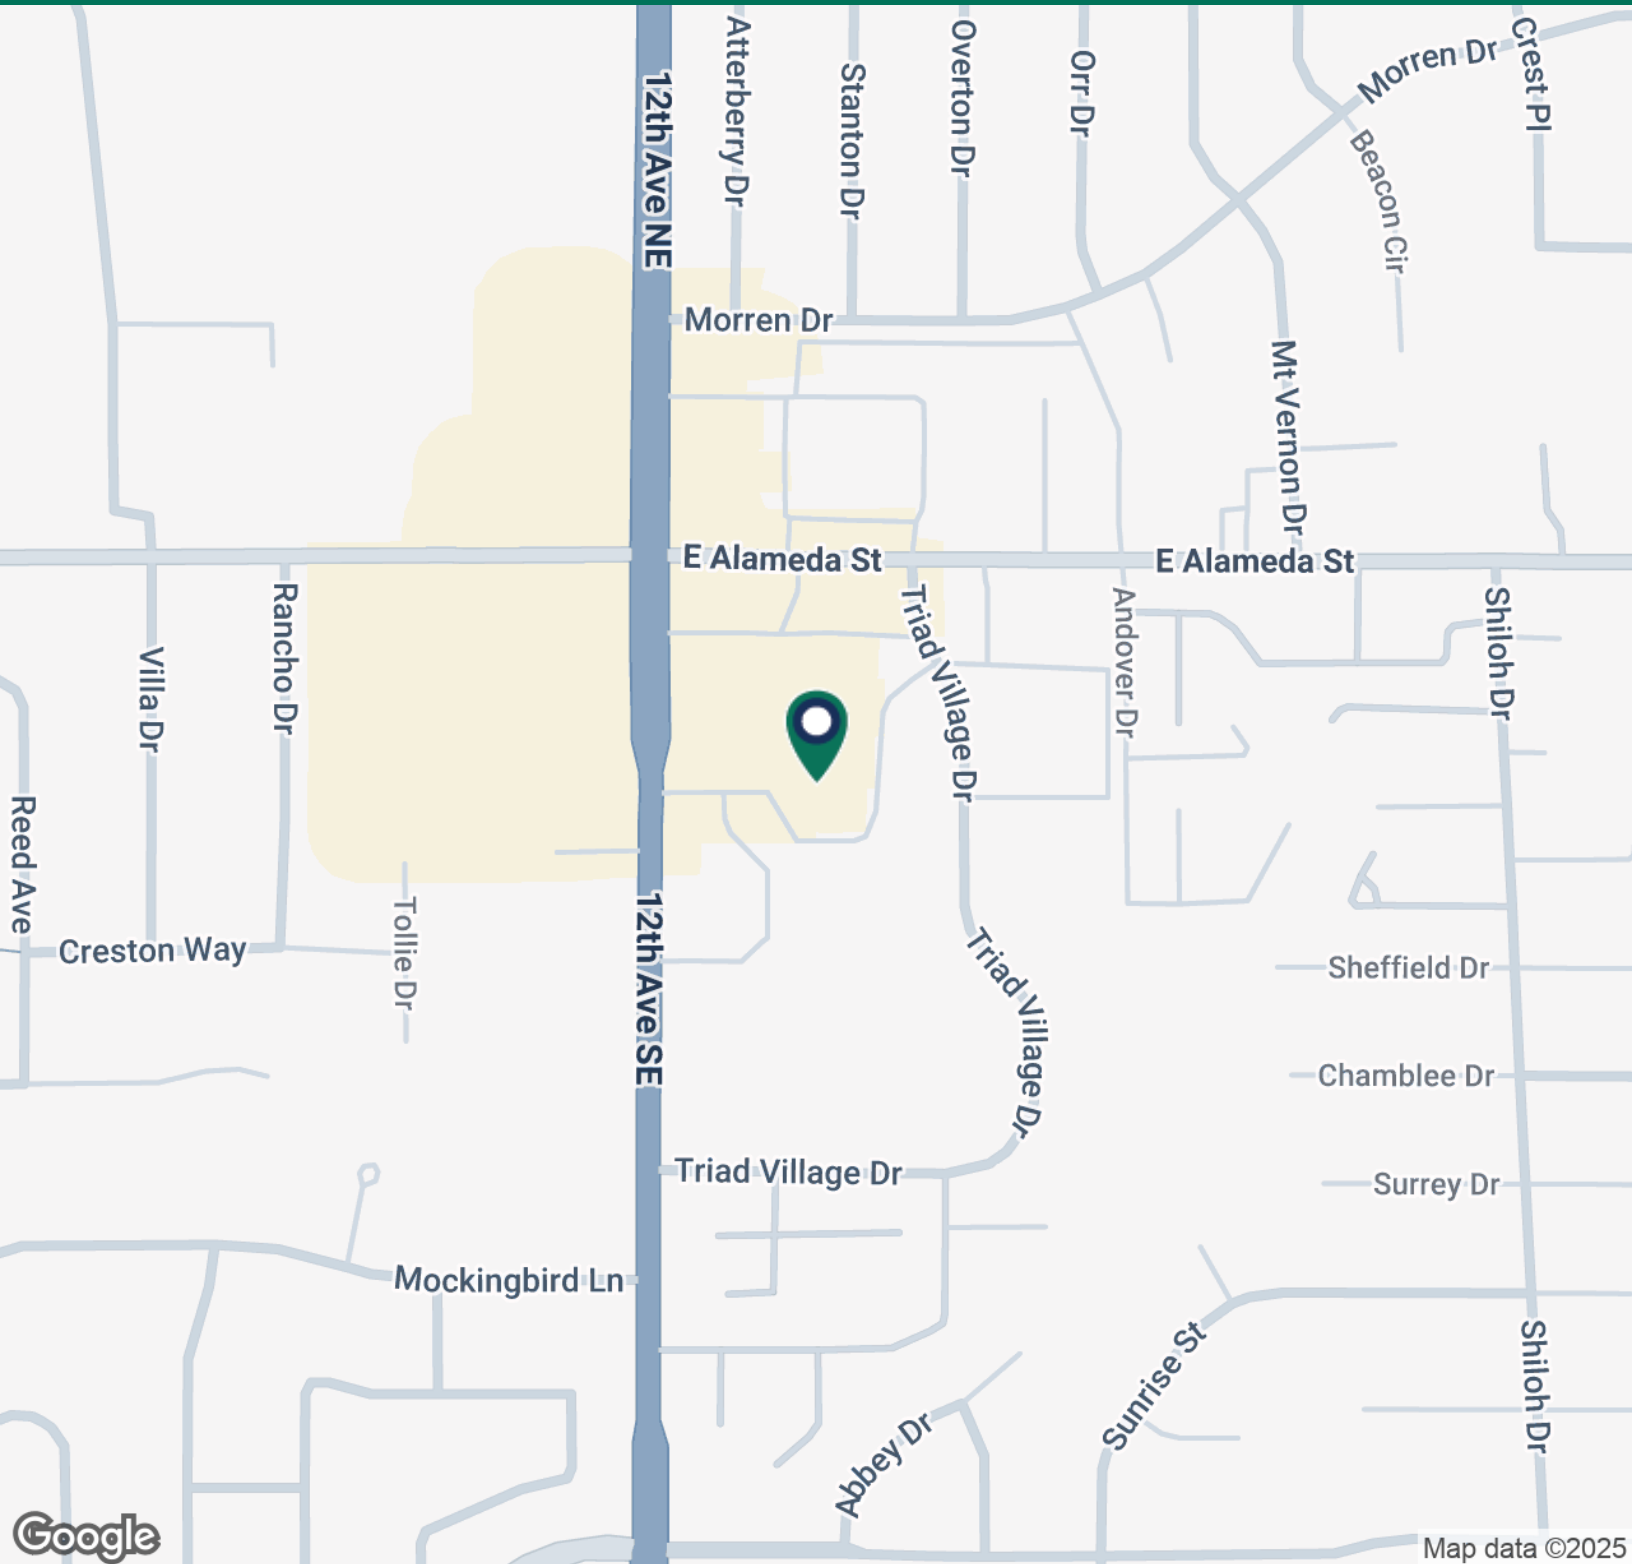 12th Ave NE
Atterberry Dr
Stanton Dr
Overton Dr
Orr Dr
Morren Dr
Crest Pl
Beacon Cir
Morren Dr
Mt Vernon Dr
E Alameda St
E Alameda St
Rancho Dr
Villa Dr
Triad Village Dr
Andover Dr
Shiloh Dr
Reed Ave
Creston Way
Tollie Dr
12th Ave SE
Triad Village Dr
Sheffield Dr
Chamblee Dr
Triad Village Dr
Surrey Dr
Mockingbird Ln
Sunrise St
Shiloh Dr
Abbey Dr
Google
Map data ©2025